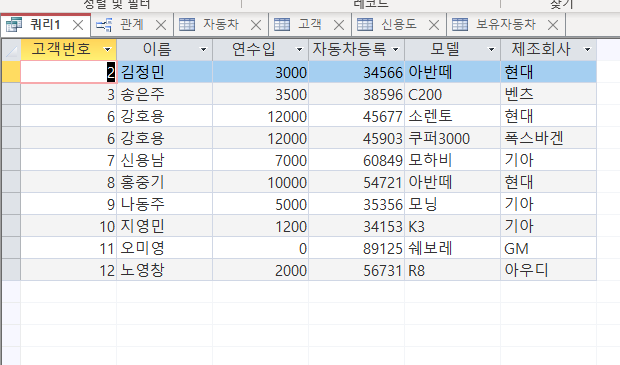 정렬 및 필터 레코드 찾기
쿼리1 관계 자동차 고객 신용도 보유자동차
고객번호 이름 연수입 자동차등록 모델 제조회사
2 김정민 3000 34566 아반떼 현대
3 송은주 3500 38596 C200 벤츠
6 강호용 12000 45677 소렌토 현대
6 강호용 12000 45903 쿠퍼3000 폭스바겐
7 신용남 7000 60849 모하비 기아
8 홍중기 10000 54721 아반떼 현대
9 나동주 5000 35356 모닝 기아
10 지영민 1200 34153 K3 기아
11 오미영 0 89125 쉐보레 GM
12 노영창 2000 56731 R8 아우디